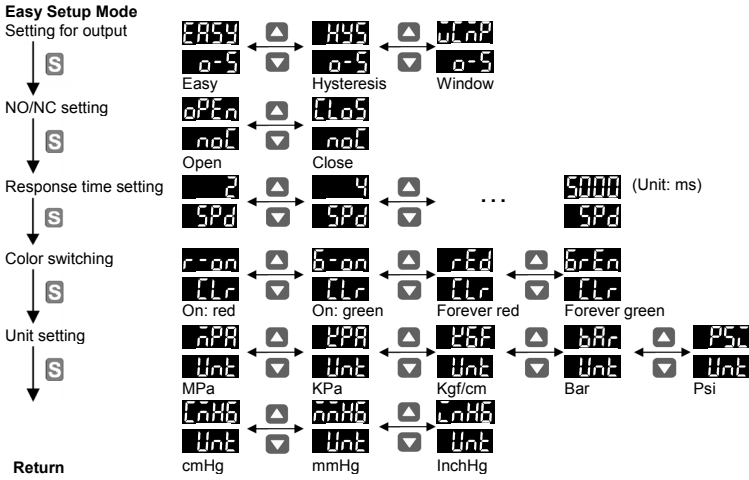 Easy Setup Mode
Setting for output
EASY HYS wCmP
o-S o-S o-S
S
Easy Hysteresis Window
NO/NC setting
oPEn CLoS
noC noC
S
Open Close
Response time setting
2 4 ... 5000 (Unit: ms)
SPd SPd SPd
S
Color switching
r-on G-on rEd GrEn
CLr CLr CLr CLr
S
On: red On: green Forever red Forever green
Unit setting
mPA KPA KGF bAr PSi
Unt Unt Unt Unt Unt
S
MPa KPa Kgf/cm Bar Psi
CmHG mmHG inHG
Unt Unt Unt
Return cmHg mmHg InchHg